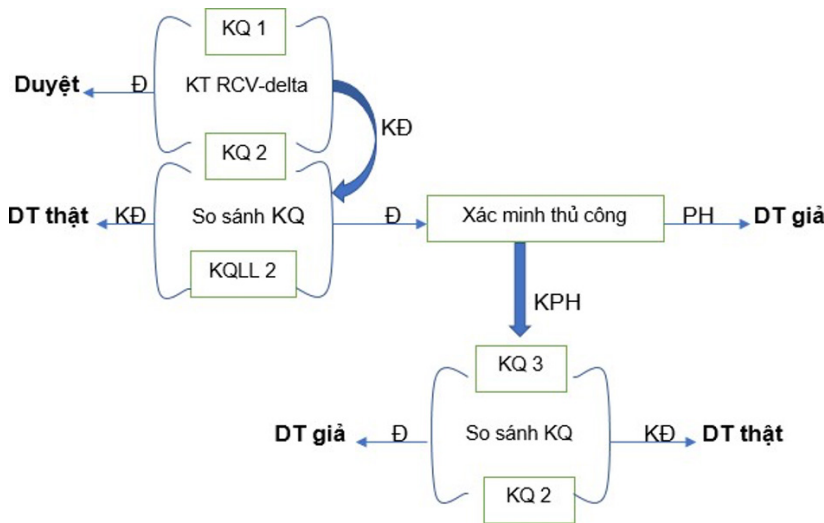 KQ 1
Duyệt
Đ
KT RCV-delta
KĐ
KQ 2
DT thật
KĐ
So sánh KQ
Đ
Xác minh thủ công
PH
DT giả
KQLL 2
KPH
KQ 3
DT giả
Đ
So sánh KQ
KĐ
DT thật
KQ 2